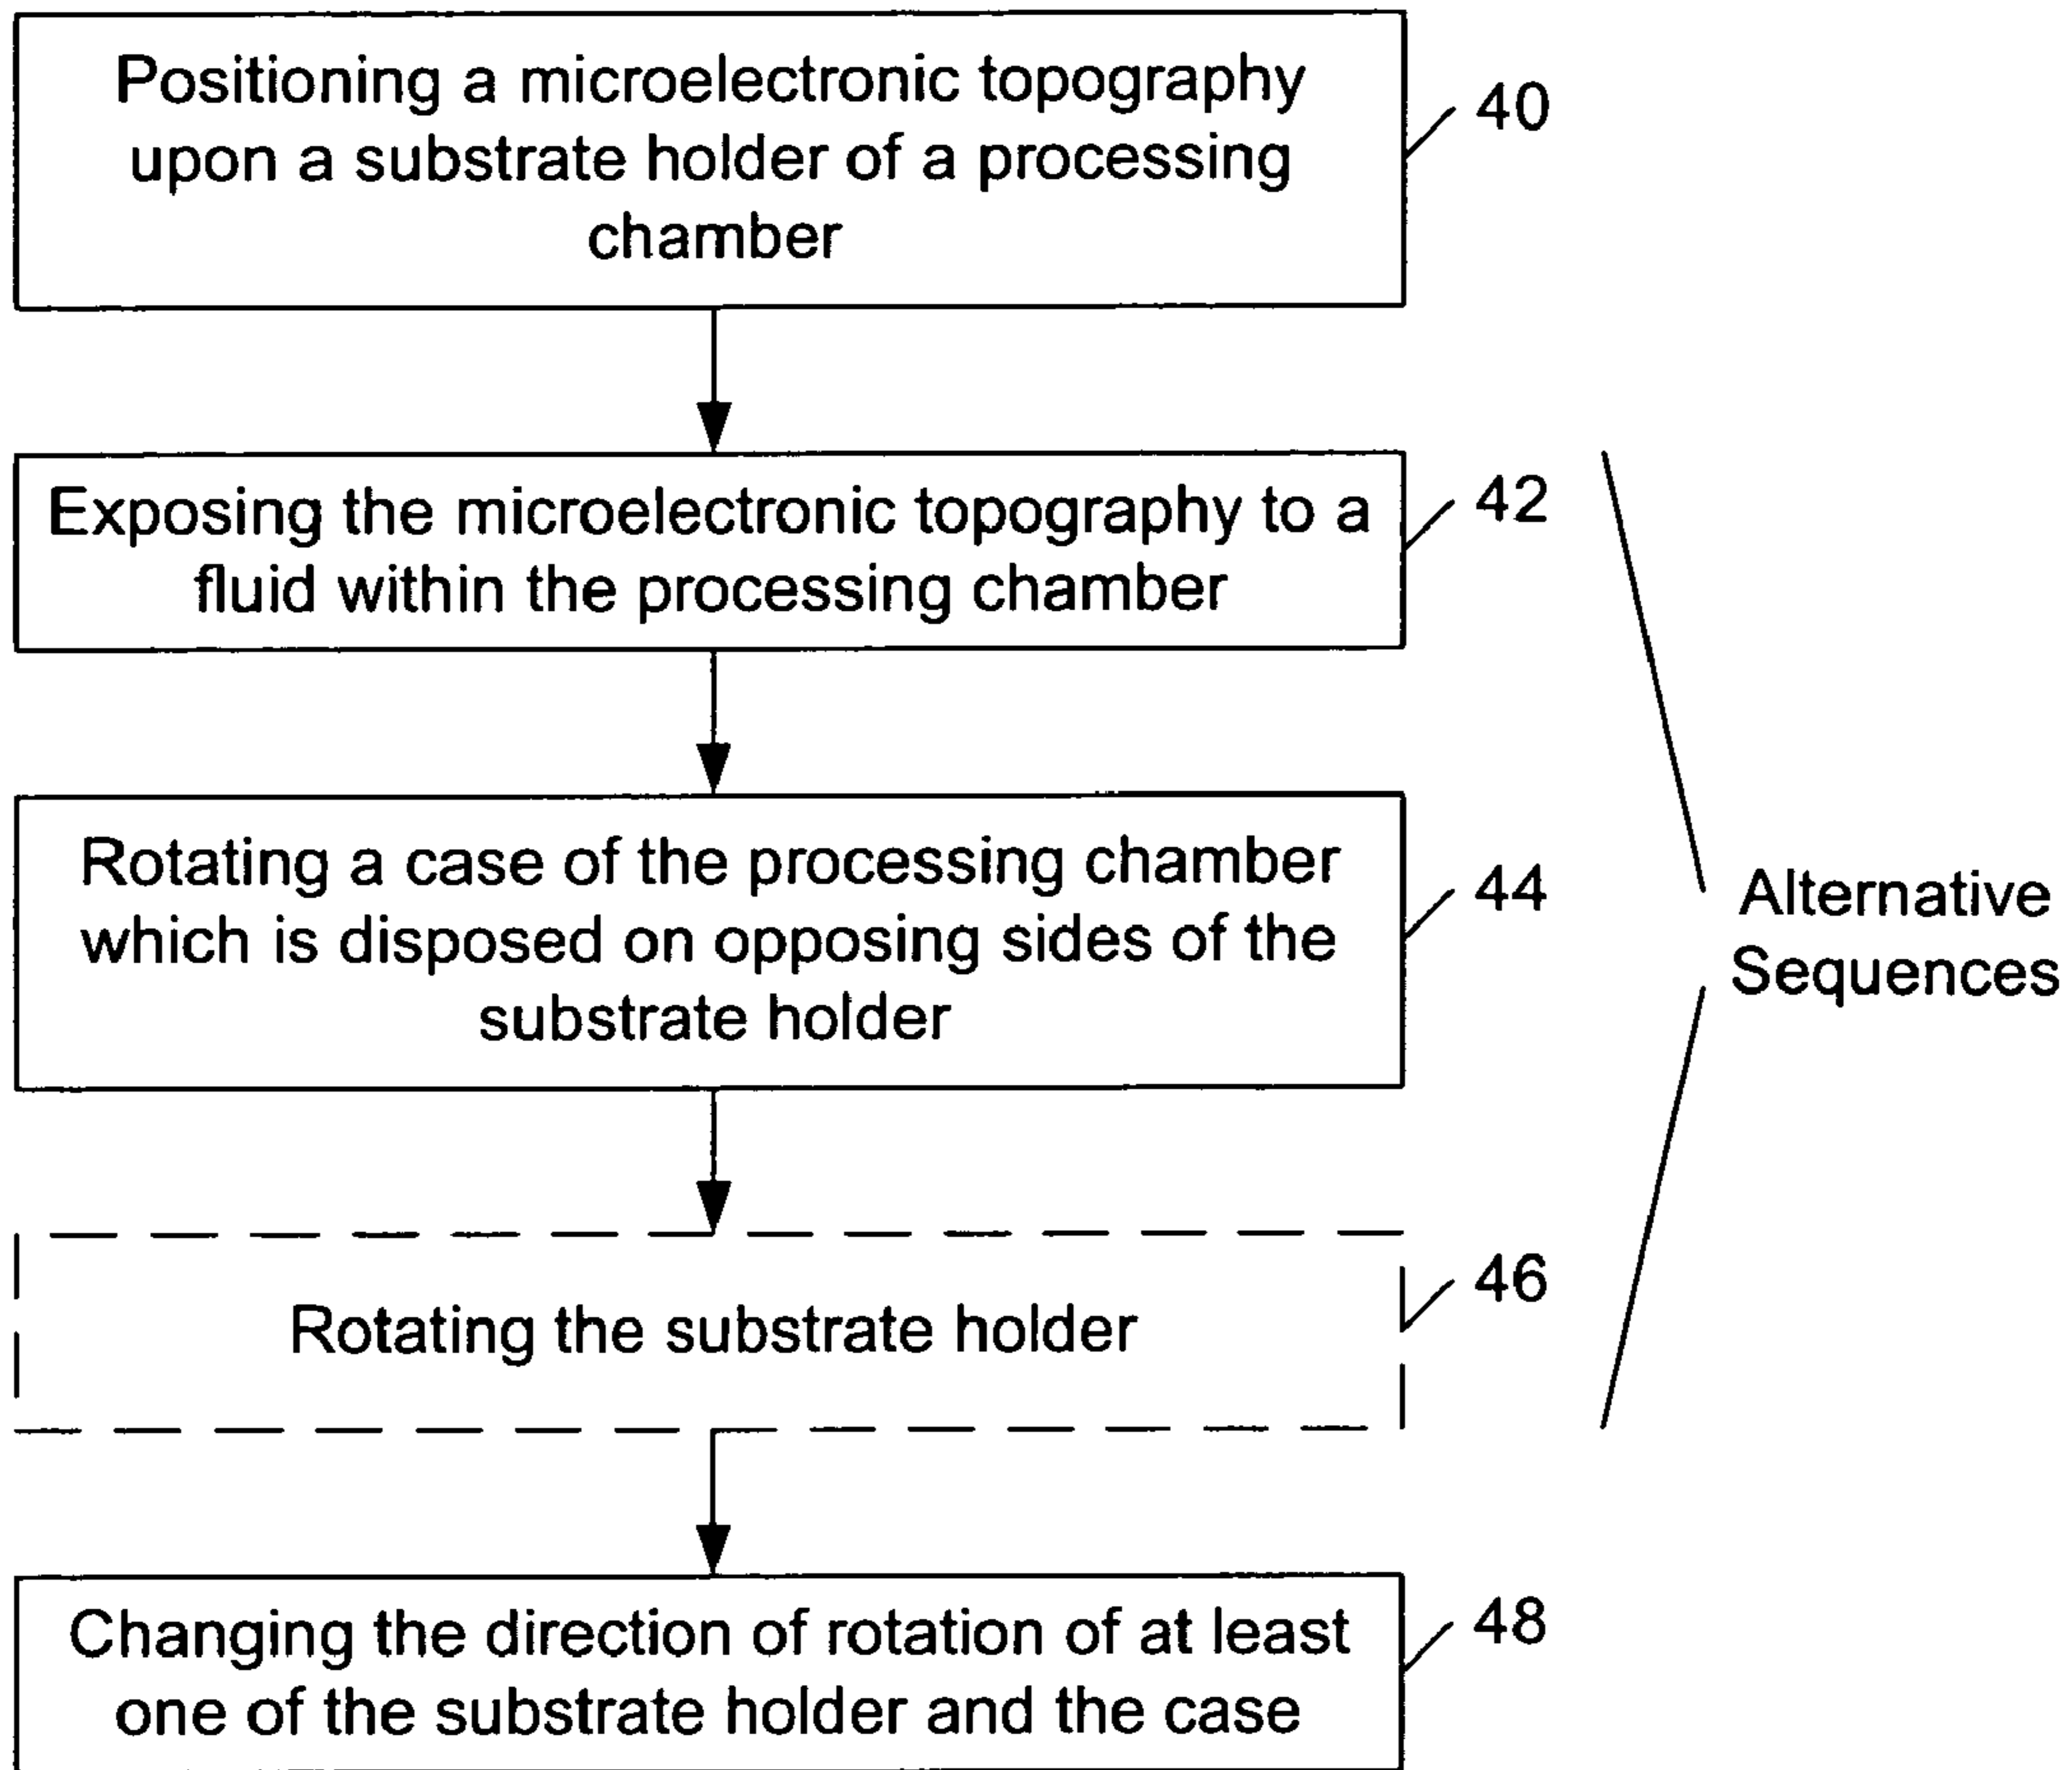 Positioning a microelectronic topography
upon a substrate holder of a processing
chamber
40
Exposing the microelectronic topography to a
fluid within the processing chamber
42
Rotating a case of the processing chamber
which is disposed on opposing sides of the
substrate holder
44
Alternative
Sequences
Rotating the substrate holder
46
Changing the direction of rotation of at least
one of the substrate holder and the case
48